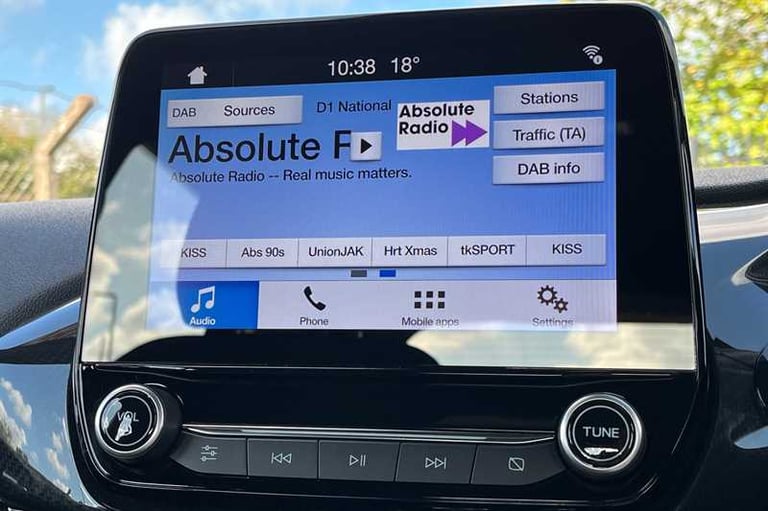 10:38 18°
DAB Sources
D1 National
Absolute
Radio
Stations
Absolute F
Traffic (TA)
Absolute Radio -- Real music matters.
DAB info
KISS Abs 90s UnionJAK Hrt Xmas tkSPORT KISS
Audio Phone Mobile apps Settings
VOL
TUNE